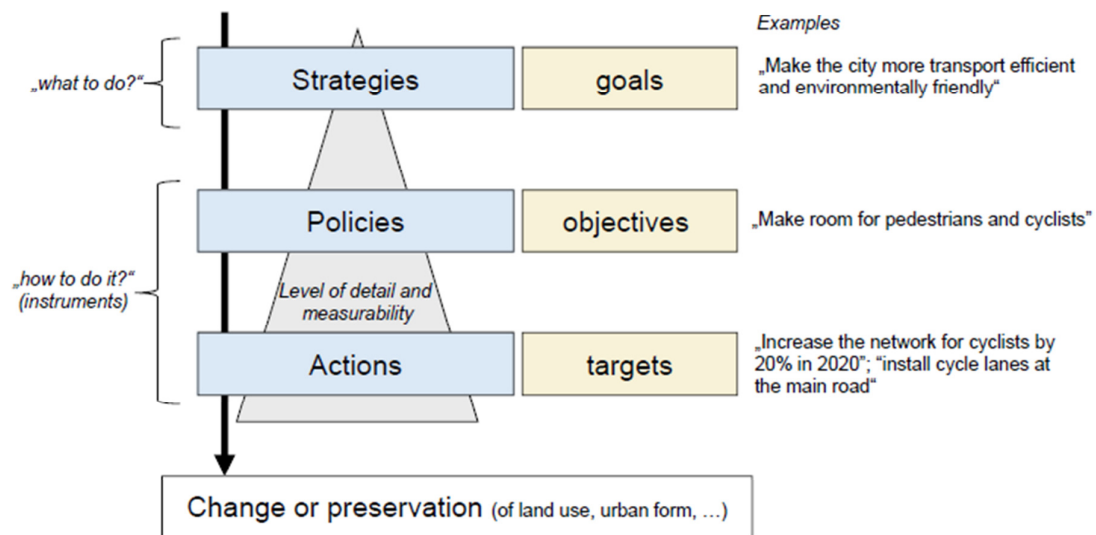 Examples
„what to do?“
Strategies
goals
„Make the city more transport efficient
and environmentally friendly“
Policies
objectives
„Make room for pedestrians and cyclists”
„how to do it?“
(instruments)
Level of detail and
measurability
Actions
targets
„Increase the network for cyclists by
20% in 2020”; “install cycle lanes at
the main road“
Change or preservation (of land use, urban form, …)